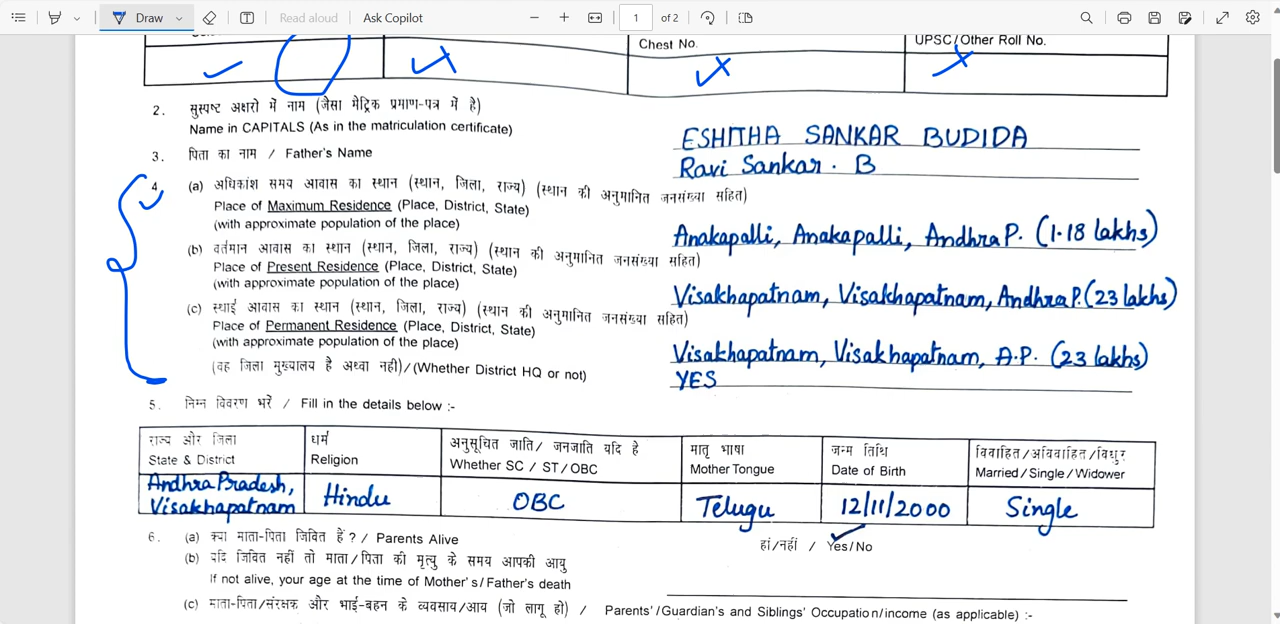 Draw
Read aloud
Ask Copilot
1 of 2
Chest No.
UPSC/Other Roll No.
2. सुस्पष्ट अक्षरो में नाम (जैसा मेट्रिक प्रमाण-पत्र में है)
Name in CAPITALS (As in the matriculation certificate)
ESHITHA SANKAR BUDIDA
3. पिता का नाम / Father's Name
Ravi Sankar. B
4. (a) अधिकांश समय आवास का स्थान (स्थान, जिला, राज्य) (स्थान की अनुमानित जनसंख्या सहित)
Place of Maximum Residence (Place, District, State)
(with approximate population of the place)
Anakapalli, Anakapalli, Andhra P. (1.18 lakhs)
(b) वर्तमान आवास का स्थान (स्थान, जिला, राज्य) (स्थान की अनुमानित जनसंख्या सहित)
Place of Present Residence (Place, District, State)
(with approximate population of the place)
Visakhapatnam, Visakhapatnam, Andhra P. (23 lakhs)
(c) स्थाई आवास का स्थान (स्थान, जिला, राज्य) (स्थान की अनुमानित जनसंख्या सहित)
Place of Permanent Residence (Place, District, State)
(with approximate population of the place)
Visakhapatnam, Visakhapatnam, A.P. (23 lakhs)
(वह जिला मुख्यालय है अथवा नही)/(Whether District HQ or not)
YES
5. निम्न विवरण भरें / Fill in the details below :-
राज्य और जिला
State & District
धर्म
Religion
अनुसूचित जाति/ जनजाति यदि है
Whether SC / ST/OBC
मातृ भाषा
Mother Tongue
जन्म तिथि
Date of Birth
विवाहित/अविवाहित/विधुर
Married/Single/Widower
Andhra Pradesh,
Visakhapatnam
Hindu
OBC
Telugu
12/11/2000
Single
6. (a) क्या माता-पिता जिवित हैं? / Parents Alive
हां/नहीं / Yes/No
(b) यदि जिवित नहीं तो माता/पिता की मृत्यु के समय आपकी आयु
If not alive, your age at the time of Mother's/Father's death
(c) माता-पिता/संरक्षक और भाई-बहन के व्यवसाय/आय (जो लागू हो) / Parents'/Guardian's and Siblings' Occupation/income (as applicable) :-